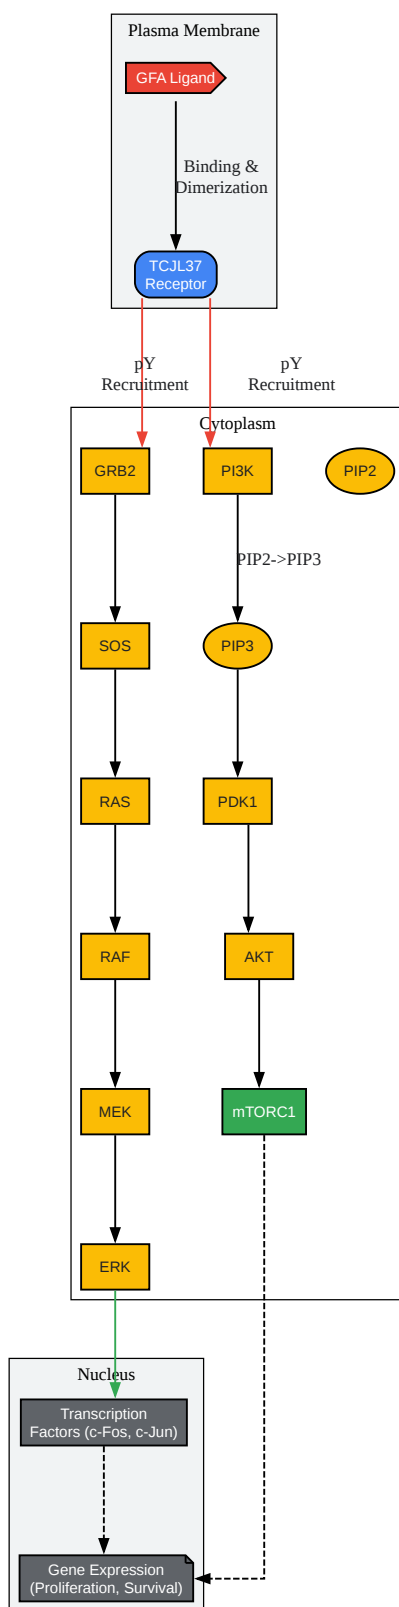 Plasma Membrane
GFA Ligand
Binding &
Dimerization
TCJL37
Receptor
pY
Recruitment
pY
Recruitment
Cytoplasm
GRB2
PI3K
PIP2
PIP2->PIP3
SOS
PIP3
RAS
PDK1
RAF
AKT
MEK
mTORC1
ERK
Nucleus
Transcription
Factors (c-Fos, c-Jun)
Gene Expression
(Proliferation, Survival)